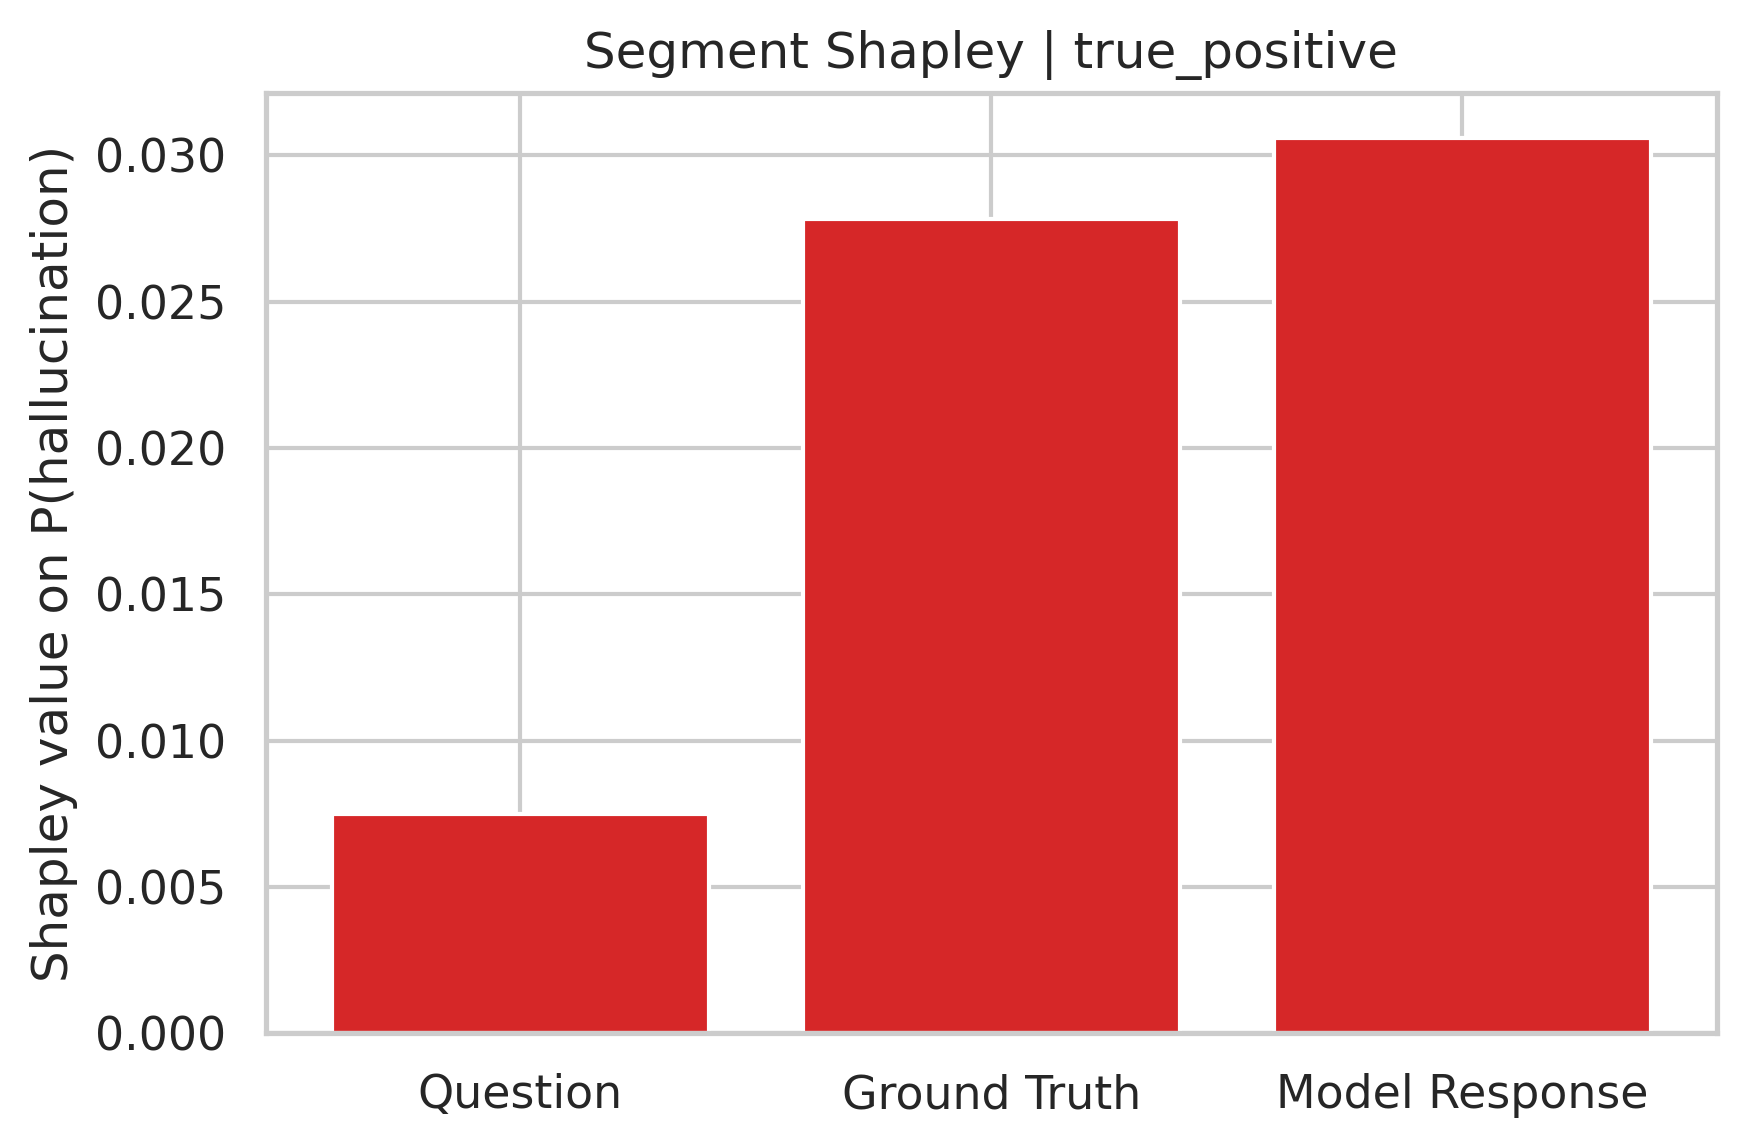 Segment Shapley | true_positive
Shapley value on P(hallucination)
0.030
0.025
0.020
0.015
0.010
0.005
0.000
Question
Ground Truth
Model Response